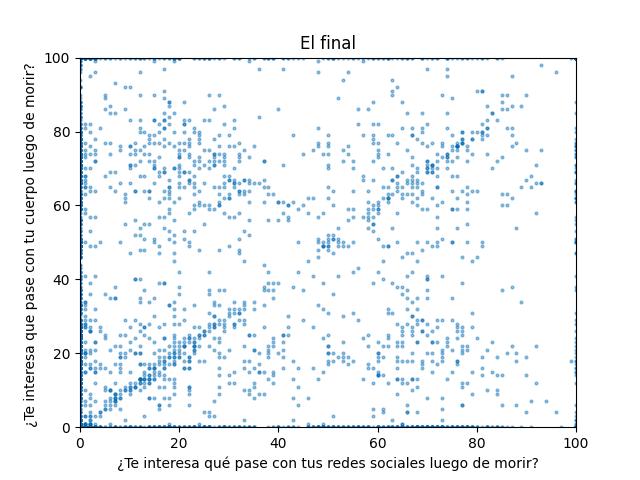 El final
¿Te interesa que pase con tu cuerpo luego de morir?
100
80
60
40
20
0
0 20 40 60 80 100
¿Te interesa qué pase con tus redes sociales luego de morir?